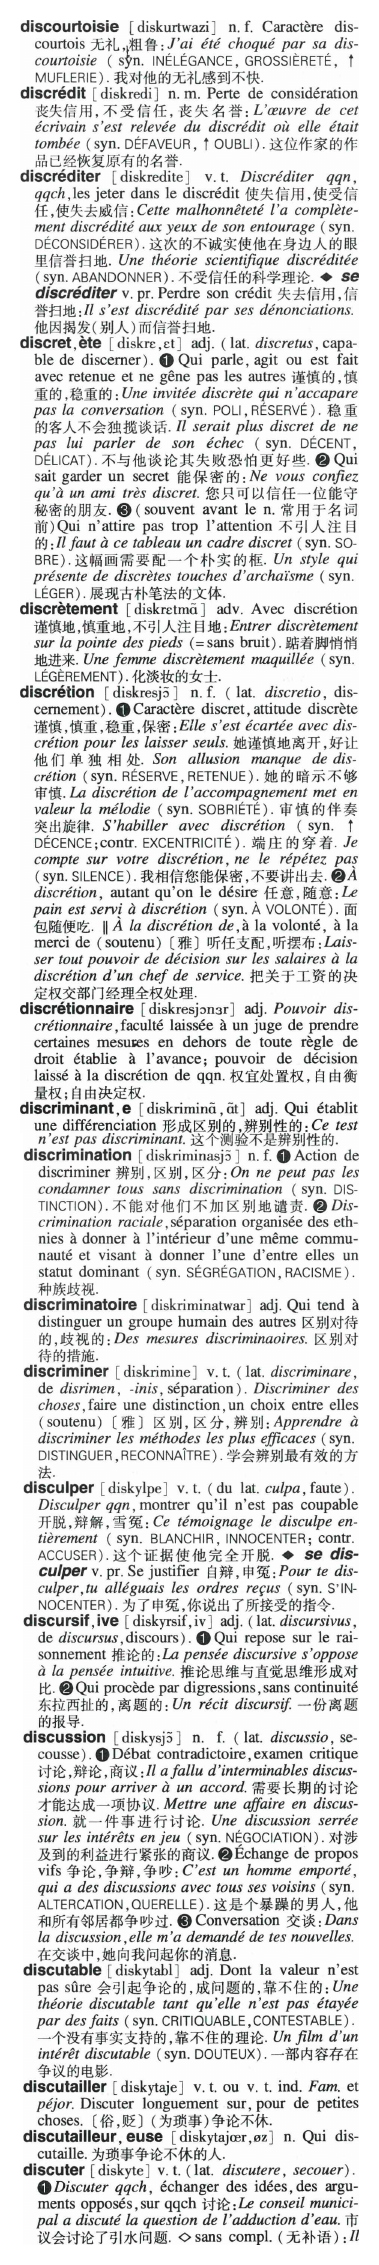 discourtoisie [diskurtwazi] n. f. Caractère dis-
courtois 无礼,粗鲁: J'ai été choqué par sa dis-
courtoisie (syn. INÉLÉGANCE, GROSSIÈRETÉ, ↑
MUFLERIE). 我对他的无礼感到不快.
discrédit [diskredi] n. m. Perte de considération
丧失信用,不受信任,丧失名誉: L'œuvre de cet
écrivain s'est relevée du discrédit où elle était
tombée (syn. DÉFAVEUR, ↑ OUBLI). 这位作家的作
品已经恢复原有的名誉.
discréditer [diskredite] v. t. Discréditer qqn,
qqch, les jeter dans le discrédit 使失信用,使受信
任,使失去威信: Cette malhonnêteté l'a complète-
ment discrédité aux yeux de son entourage (syn.
DÉCONSIDÉRER). 这次的不诚实使他在身边人的眼
里信誉扫地. Une théorie scientifique discréditée
(syn. ABANDONNER). 不受信任的科学理论. ◆ se
discréditer v. pr. Perdre son crédit 失去信用,信
誉扫地: Il s'est discrédité par ses dénonciations.
他因揭发(别人)而信誉扫地.
discret, ète [diskrɛ, ɛt] adj. (lat. discretus, capa-
ble de discerner). ❶ Qui parle, agit ou est fait
avec retenue et ne gêne pas les autres 谨慎的,慎
重的,稳重的: Une invitée discrète qui n'accapare
pas la conversation (syn. POLI, RÉSERVÉ). 稳重
的客人不会独揽谈话. Il serait plus discret de ne
pas lui parler de son échec (syn. DÉCENT,
DÉLICAT). 不与他谈论其失败恐怕更好些. ❷ Qui
sait garder un secret 能保密的: Ne vous confiez
qu'à un ami très discret. 您只可以信任一位能守
秘密的朋友. ❸ (souvent avant le n. 常用于名词
前) Qui n'attire pas trop l'attention 不引人注目
的: Il faut à ce tableau un cadre discret (syn. SO-
BRE). 这幅画需要配一个朴实的框. Un style qui
présente de discrètes touches d'archaïsme (syn.
LÉGER). 展现古朴笔法的文体.
discrètement [diskrɛtmã] adv. Avec discrétion
谨慎地,慎重地,不引人注目地: Entrer discrètement
sur la pointe des pieds (= sans bruit). 踮着脚悄悄
地进来. Une femme discrètement maquillée (syn.
LÉGÈREMENT). 化淡妆的女士.
discrétion [diskresjɔ̃] n. f. (lat. discretio, dis-
cernement). ❶ Caractère discret, attitude discrète
谨慎,慎重,稳重,保密: Elle s'est écartée avec dis-
crétion pour les laisser seuls. 她谨慎地离开,好让
他们单独相处. Son allusion manque de dis-
crétion (syn. RÉSERVE, RETENUE). 她的暗示不够
审慎. La discrétion de l'accompagnement met en
valeur la mélodie (syn. SOBRIÉTÉ). 审慎的伴奏
突出旋律. S'habiller avec discrétion (syn. ↑
DÉCENCE; contr. EXCENTRICITÉ). 端庄的穿着. Je
compte sur votre discrétion, ne le répétez pas
(syn. SILENCE). 我相信您能保密,不要讲出去. ❷ À
discrétion, autant qu'on le désire 任意,随意: Le
pain est servi à discrétion (syn. À VOLONTÉ). 面
包随便吃. ‖ À la discrétion de, à la volonté, à la
merci de (soutenu) 〔雅〕听任支配,听摆布: Lais-
ser tout pouvoir de décision sur les salaires à la
discrétion d'un chef de service. 把关于工资的决
定权交部门经理全权处理.
discrétionnaire [diskresjɔnɛr] adj. Pouvoir dis-
crétionnaire, faculté laissée à un juge de prendre
certaines mesures en dehors de toute règle de
droit établie à l'avance; pouvoir de décision
laissé à la discrétion de qqn. 权宜处置权,自由衡
量权;自由决定权.
discriminant, e [diskriminã, ãt] adj. Qui établit
une différenciation 形成区别的,辨别性的: Ce test
n'est pas discriminant. 这个测验不是辨别性的.
discrimination [diskriminasjɔ̃] n. f. ❶ Action de
discriminer 辨别,区别,区分: On ne peut pas les
condamner tous sans discrimination (syn. DIS-
TINCTION). 不能对他们不加区别地谴责. ❷ Dis-
crimination raciale, séparation organisée des eth-
nies à donner à l'intérieur d'une même commu-
nauté et visant à donner l'une d'entre elles un
statut dominant (syn. SÉGRÉGATION, RACISME).
种族歧视.
discriminatoire [diskriminatwar] adj. Qui tend à
distinguer un groupe humain des autres 区别对待
的,歧视的: Des mesures discriminaoires. 区别对
待的措施.
discriminer [diskrimine] v. t. (lat. discriminare,
de disrimen, -inis, séparation). Discriminer des
choses, faire une distinction, un choix entre elles
(soutenu) 〔雅〕区别,区分,辨别: Apprendre à
discriminer les méthodes les plus efficaces (syn.
DISTINGUER, RECONNAÎTRE). 学会辨别最有效的方
法.
disculper [diskylpe] v. t. (du lat. culpa, faute).
Disculper qqn, montrer qu'il n'est pas coupable
开脱,辩解,雪冤: Ce témoignage le disculpe en-
tièrement (syn. BLANCHIR, INNOCENTER; contr.
ACCUSER). 这个证据使他完全开脱. ◆ se dis-
culper v. pr. Se justifier 自辩,申冤: Pour te dis-
culper, tu alléguais les ordres reçus (syn. S'IN-
NOCENTER). 为了申冤,你说出了所接受的指令.
discursif, ive [diskyrsif, iv] adj. (lat. discursivus,
de discursus, discours). ❶ Qui repose sur le rai-
sonnement 推论的: La pensée discursive s'oppose
à la pensée intuitive. 推论思维与直觉思维形成对
比. ❷ Qui procède par digressions, sans continuité
东拉西扯的,离题的: Un récit discursif. 一份离题
的报导.
discussion [diskysjɔ̃] n. f. (lat. discussio, se-
cousse). ❶ Débat contradictoire, examen critique
讨论,辩论,商议: Il a fallu d'interminables discus-
sions pour arriver à un accord. 需要长期的讨论
才能达成一项协议. Mettre une affaire en discus-
sion. 就一件事进行讨论. Une discussion serrée
sur les intérêts en jeu (syn. NÉGOCIATION). 对涉
及到的利益进行紧张的商议. ❷ Échange de propos
vifs 争论,争辩,争吵: C'est un homme emporté,
qui a des discussions avec tous ses voisins (syn.
ALTERCATION, QUERELLE). 这是个暴躁的男人,他
和所有邻居都争吵过. ❸ Conversation 交谈: Dans
la discussion, elle m'a demandé de tes nouvelles.
在交谈中,她向我问起你的消息.
discutable [diskytabl] adj. Dont la valeur n'est
pas sûre 会引起争论的,成问题的,靠不住的: Une
théorie discutable tant qu'elle n'est pas étayée
par des faits (syn. CRITIQUABLE, CONTESTABLE).
一个没有事实支持的,靠不住的理论. Un film d'un
intérêt discutable (syn. DOUTEUX). 一部内容存在
争议的电影.
discutailler [diskytaje] v. t. ou v. t. ind. Fam. et
péjor. Discuter longuement sur, pour de petites
choses. 〔俗,贬〕(为琐事)争论不休.
discutailleur, euse [diskytajœr, øz] n. Qui dis-
cutaille. 为琐事争论不休的人.
discuter [diskyte] v. t. (lat. discutere, secouer).
❶ Discuter qqch, échanger des idées, des argu-
ments opposés, sur qqch 讨论: Le conseil munici-
pal a discuté la question de l'adduction d'eau. 市
议会讨论了引水问题. ◇ sans compl. (无补语): Il